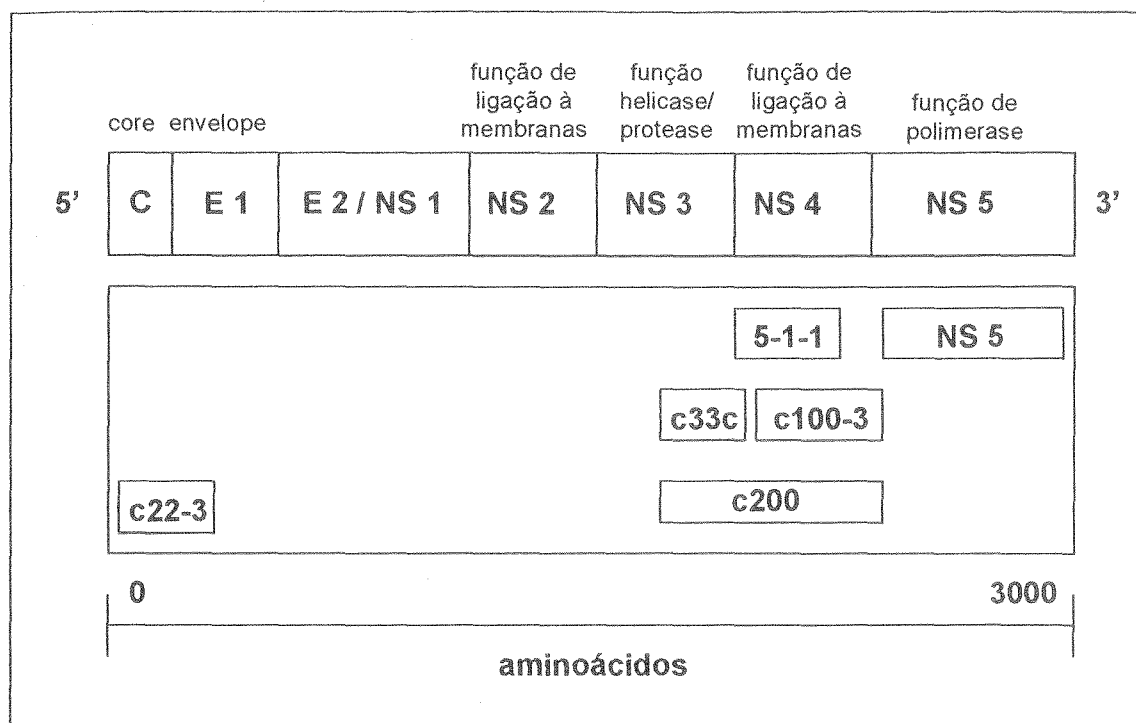 função de
ligação à
membranas
função
helicase/
protease
função de
ligação à
membranas
função de
polimerase
core envelope
5’ C E 1 E 2 / NS 1 NS 2 NS 3 NS 4 NS 5 3’
5-1-1 NS 5
c33c c100-3
c22-3 c200
0 3000
aminoácidos